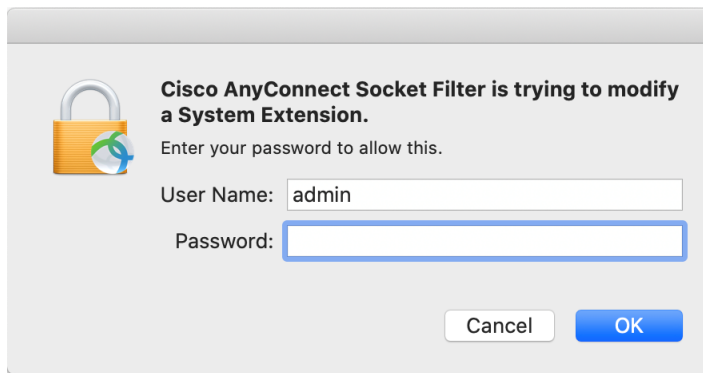 Cisco AnyConnect Socket Filter is trying to modify
a System Extension.
Enter your password to allow this.
User Name: admin
Password:
Cancel OK